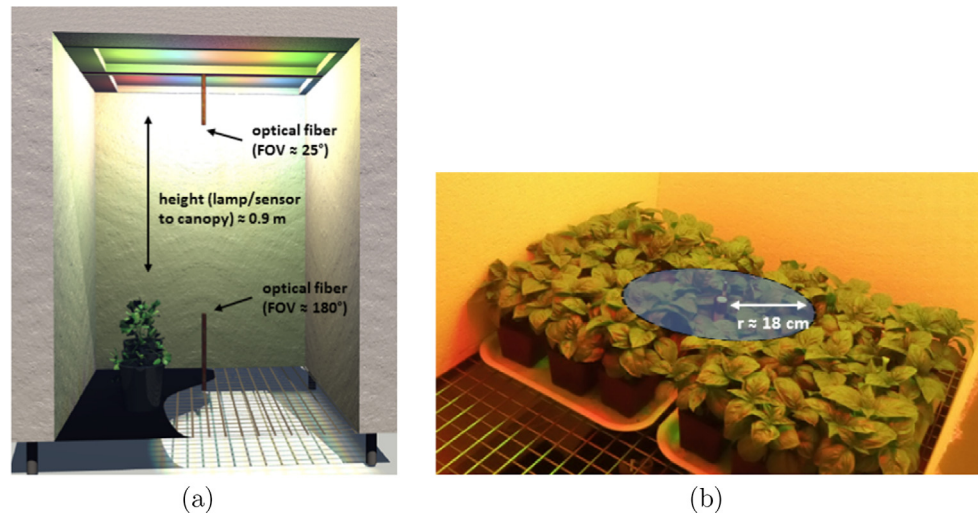 optical fiber
(FOV ≈ 25°)
height (lamp/sensor
to canopy) ≈ 0.9 m
optical fiber
(FOV ≈ 180°)
r ≈ 18 cm
(a)
(b)